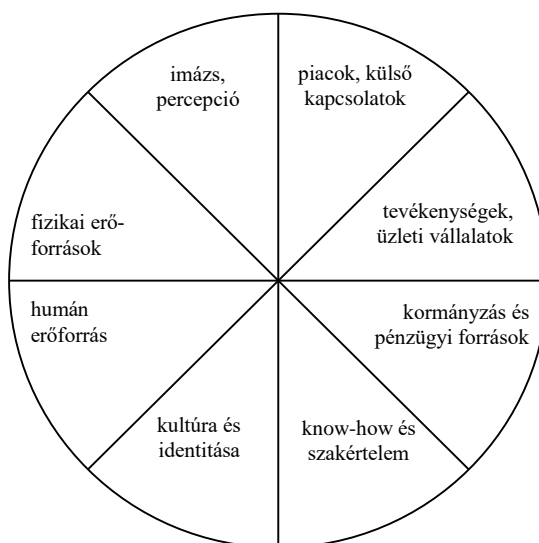 imázs,
percepció
piacok, külső
kapcsolatok
tevékenységek,
üzleti vállalatok
kormányzás és
pénzügyi források
know-how és
szakértelem
kultúra és
identitása
humán
erőforrás
fizikai erő-
források